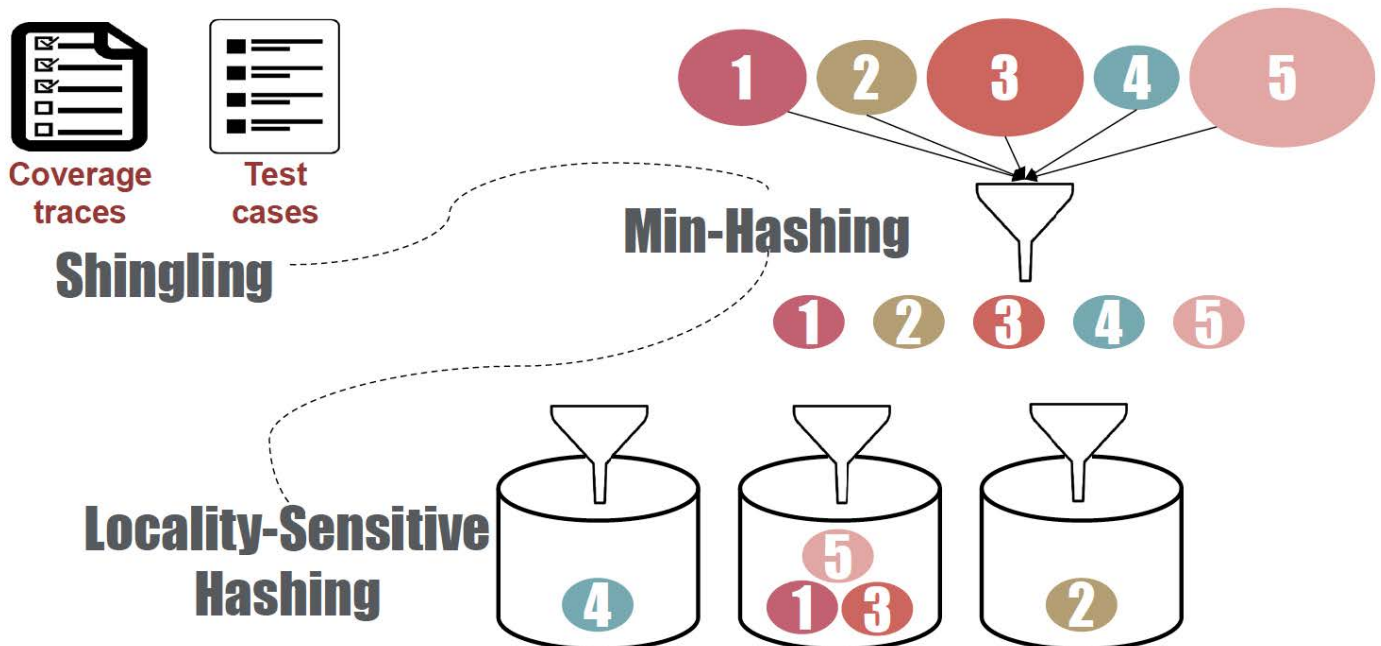 Coverage
traces
Test
cases
Shingling
1 2 3 4 5
Min-Hashing
1 2 3 4 5
Locality-Sensitive
Hashing
4
5
1 3
2